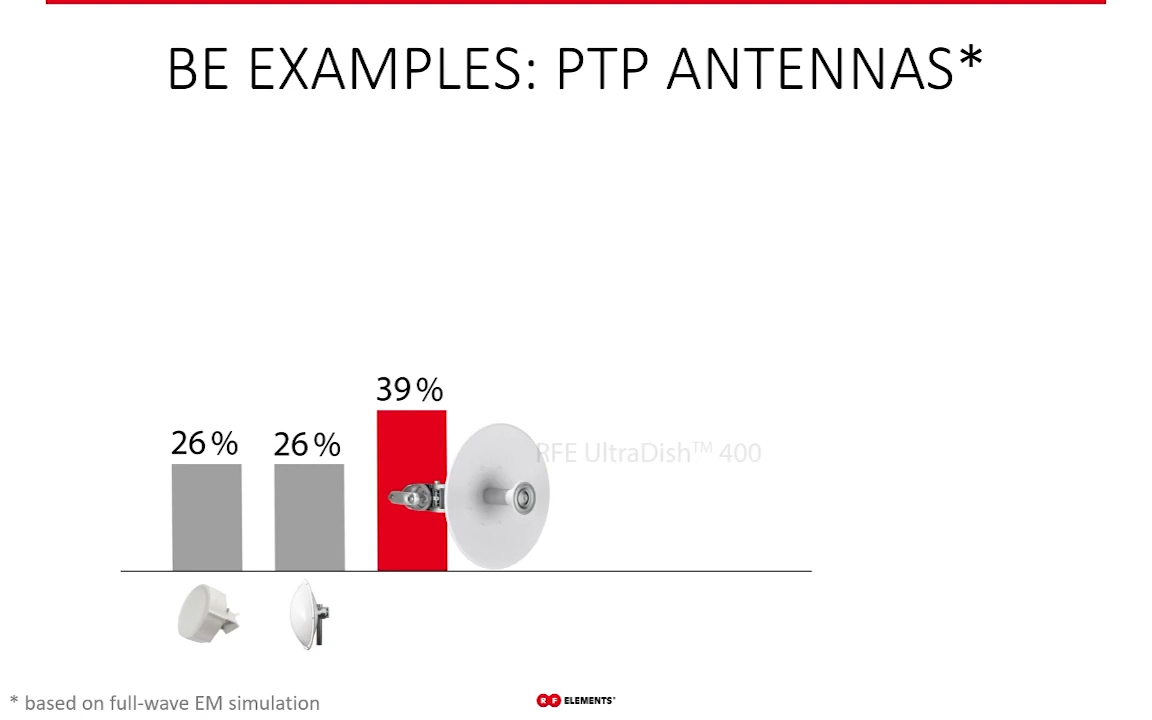 BE EXAMPLES: PTP ANTENNAS*
39 %
26 %
26 %
RFE UltraDish™ 400
* based on full-wave EM simulation
RF ELEMENTS®